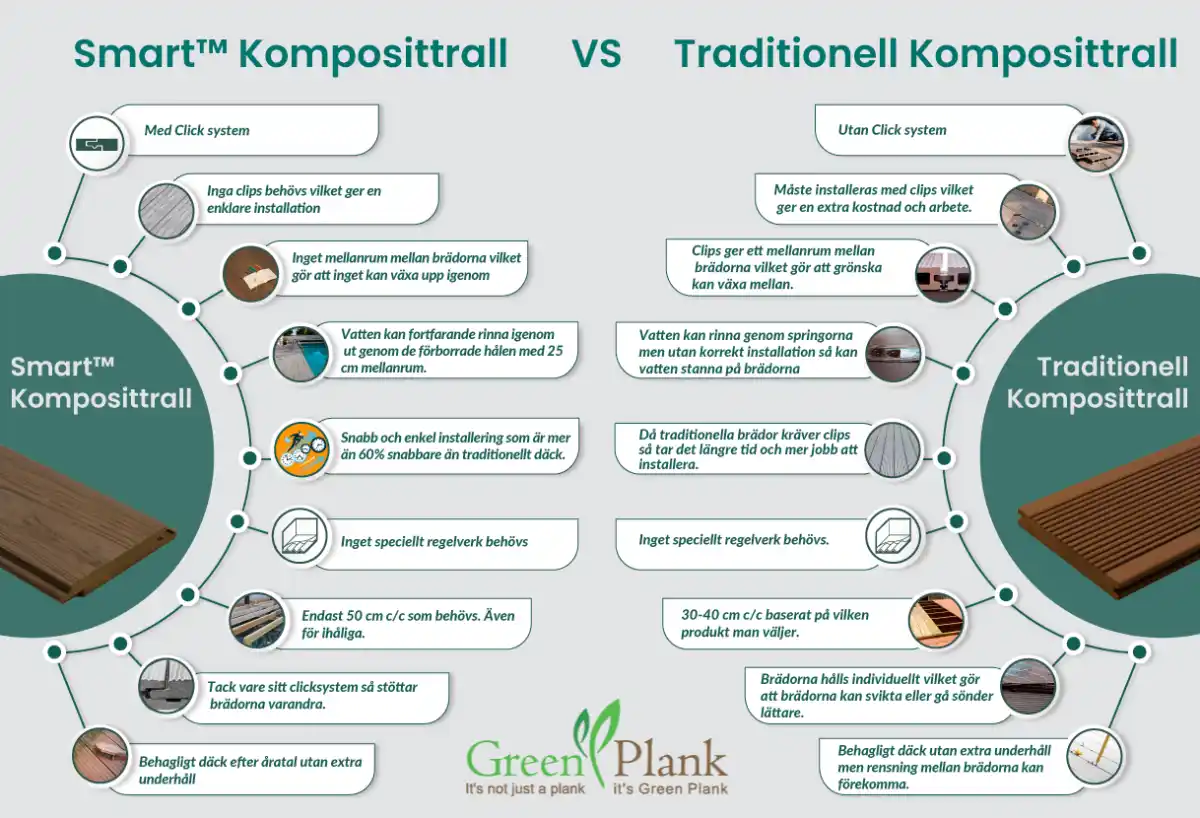 Smart™ Komposittrall VS Traditionell Komposittrall
Med Click system
Inga clips behövs vilket ger en
enklare installation
Inget mellanrum mellan brädorna vilket
gör att inget kan växa upp igenom
Vatten kan fortfarande rinna igenom
ut genom de förborrade hålen med 25
cm mellanrum.
Snabb och enkel installering som är mer
än 60% snabbare än traditionellt däck.
Inget speciellt regelverk behövs
Endast 50 cm c/c som behövs. Även
för ihåliga.
Tack vare sitt clicksystem så stöttar
brädorna varandra.
Behagligt däck efter åratal utan extra
underhåll
Smart™
Komposittrall
Utan Click system
Måste installeras med clips vilket
ger en extra kostnad och arbete.
Clips ger ett mellanrum mellan
brädorna vilket gör att grönska
kan växa mellan.
Vatten kan rinna genom springorna
men utan korrekt installation så kan
vatten stanna på brädorna
Då traditionella brädor kräver clips
så tar det längre tid och mer jobb att
installera.
Inget speciellt regelverk behövs.
30-40 cm c/c baserat på vilken
produkt man väljer.
Brädorna hålls individuellt vilket gör
att brädorna kan svikta eller gå sönder
lättare.
Behagligt däck utan extra underhåll
men rensning mellan brädorna kan
förekomma.
Traditionell
Komposittrall
Green Plank
It's not just a plank it's Green Plank